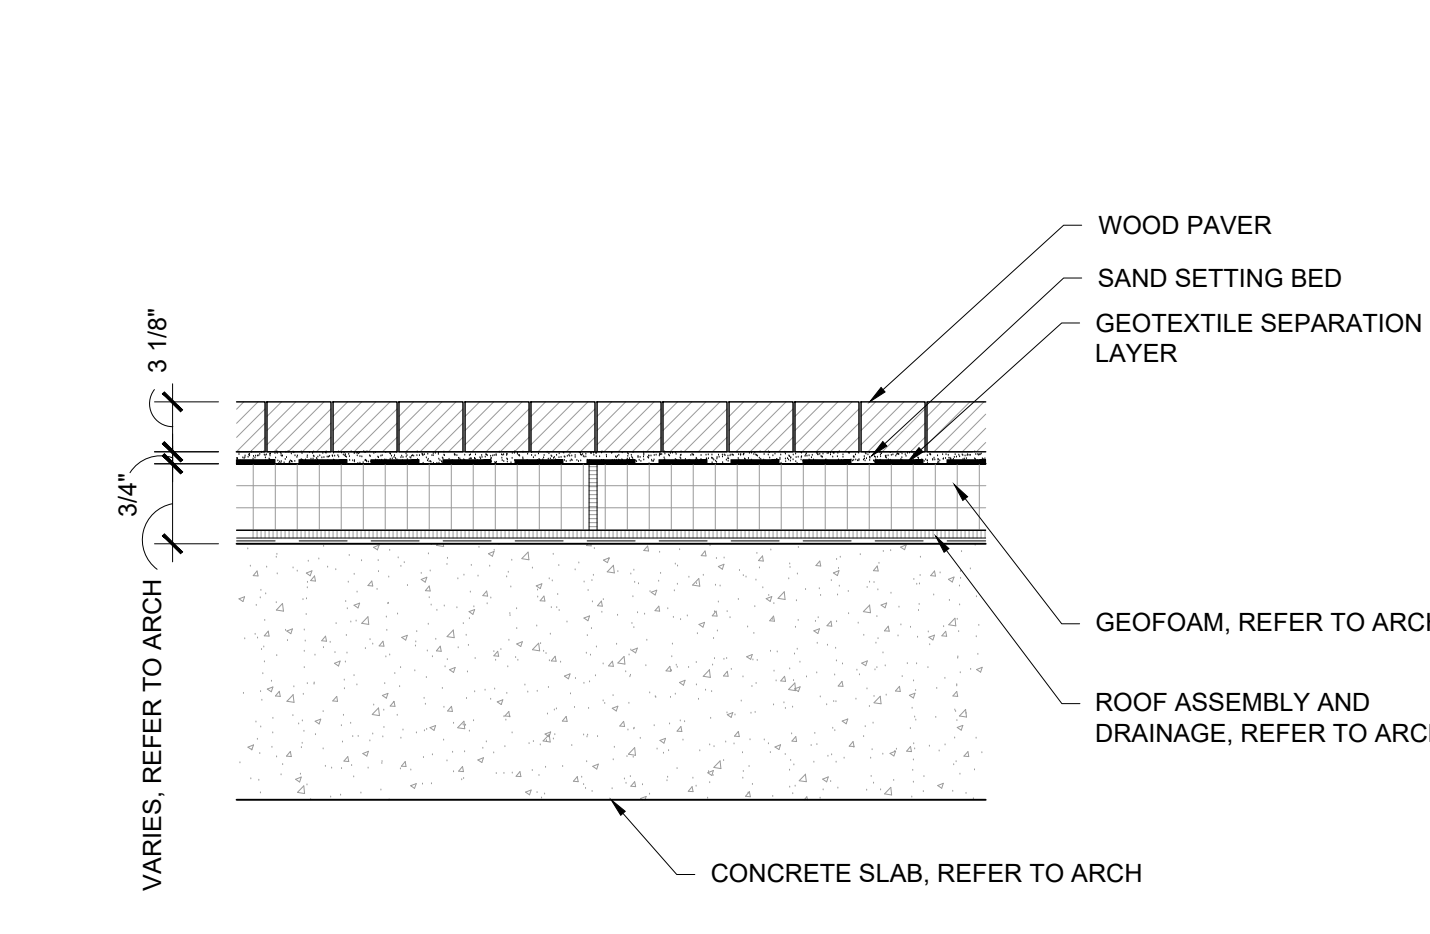 WOOD PAVER
SAND SETTING BED
GEOTEXTILE SEPARATION
LAYER
3 1/8"
3/4"
VARIES, REFER TO ARCH
GEOFOAM, REFER TO ARCH
ROOF ASSEMBLY AND
DRAINAGE, REFER TO ARC
CONCRETE SLAB, REFER TO ARCH